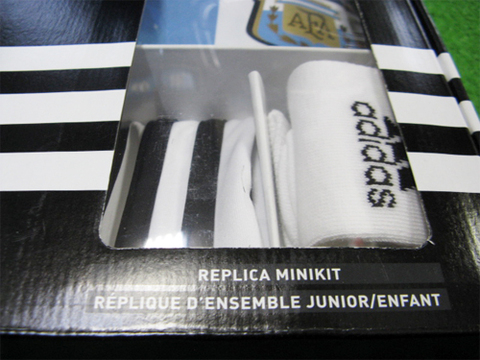 AFA
adidas
REPLICA MINIKIT
RÉPLIQUE D'ENSEMBLE JUNIOR/ENFANT